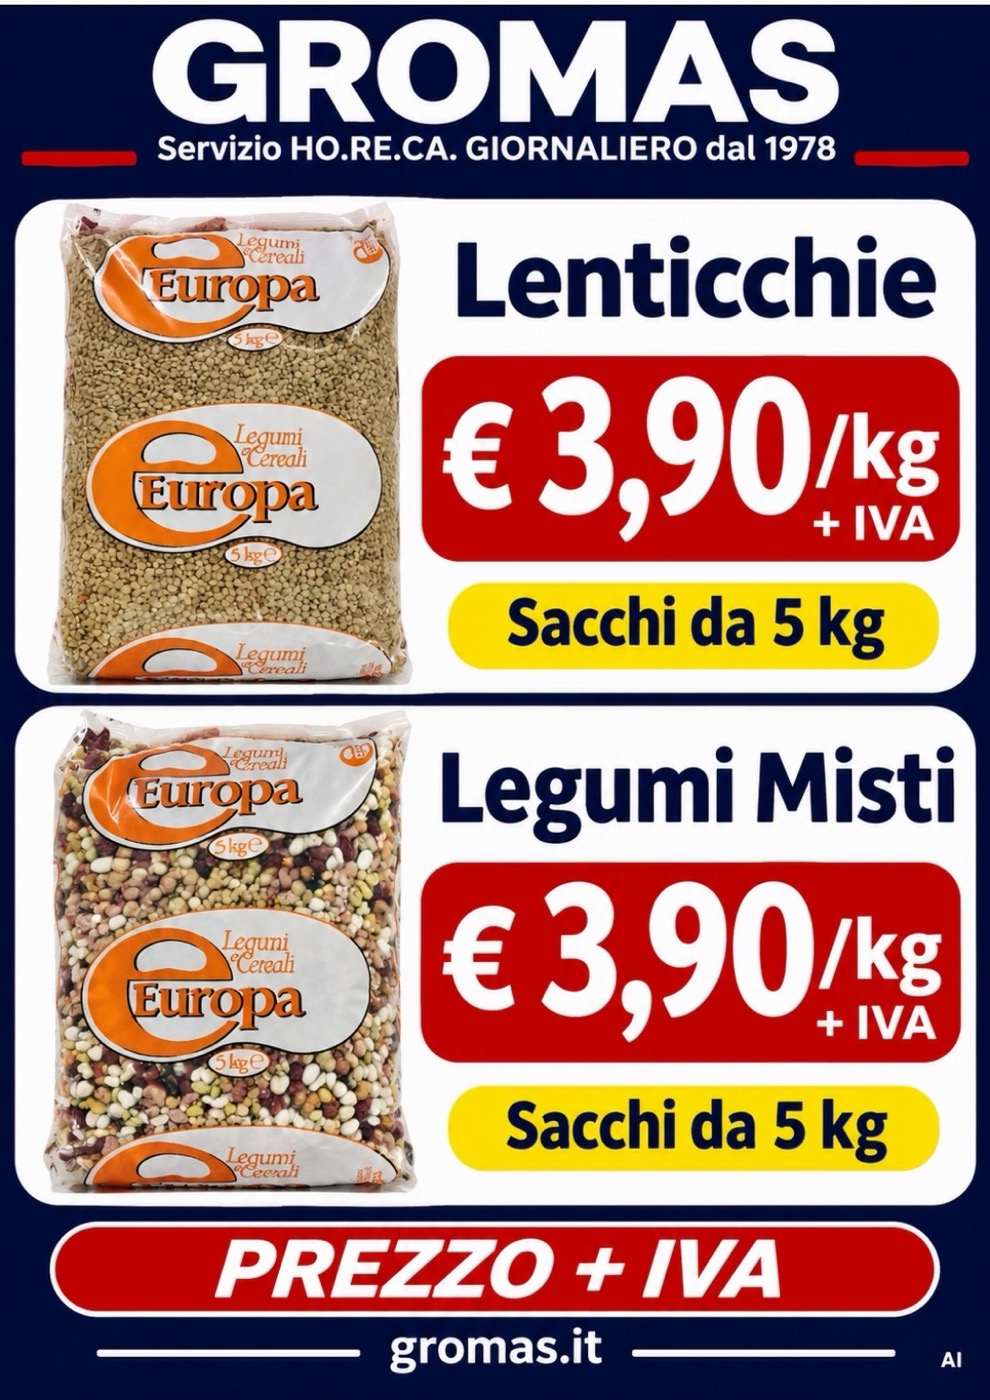 GROMAS
Servizio HO.RE.CA. GIORNALIERO dal 1978
Legumi
e Cereali
Europa
5 kg e
Legumi
e Cereali
Europa
5 kg e
Legumi
Lenticchie
€ 3,90/kg
+ IVA
Sacchi da 5 kg
Legumi
e Cereali
Europa
5 kg e
Leguni
e Cereali
Europa
5 kg e
Legumi
Legumi Misti
€ 3,90/kg
+ IVA
Sacchi da 5 kg
PREZZO + IVA
gromas.it
AI